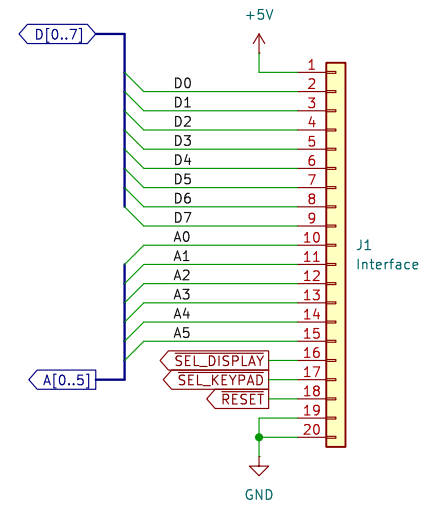 +5V
D[0..7]
1
D0 2
D1 3
D2 4
D3 5
D4 6
D5 7
D6 8
D7 9
A0 10
A1 11
A2 12
A3 13
A4 14
A5 15
J1
Interface
SEL_DISPLAY 16
A[0..5] SEL_KEYPAD 17
RESET 18
19
20
GND